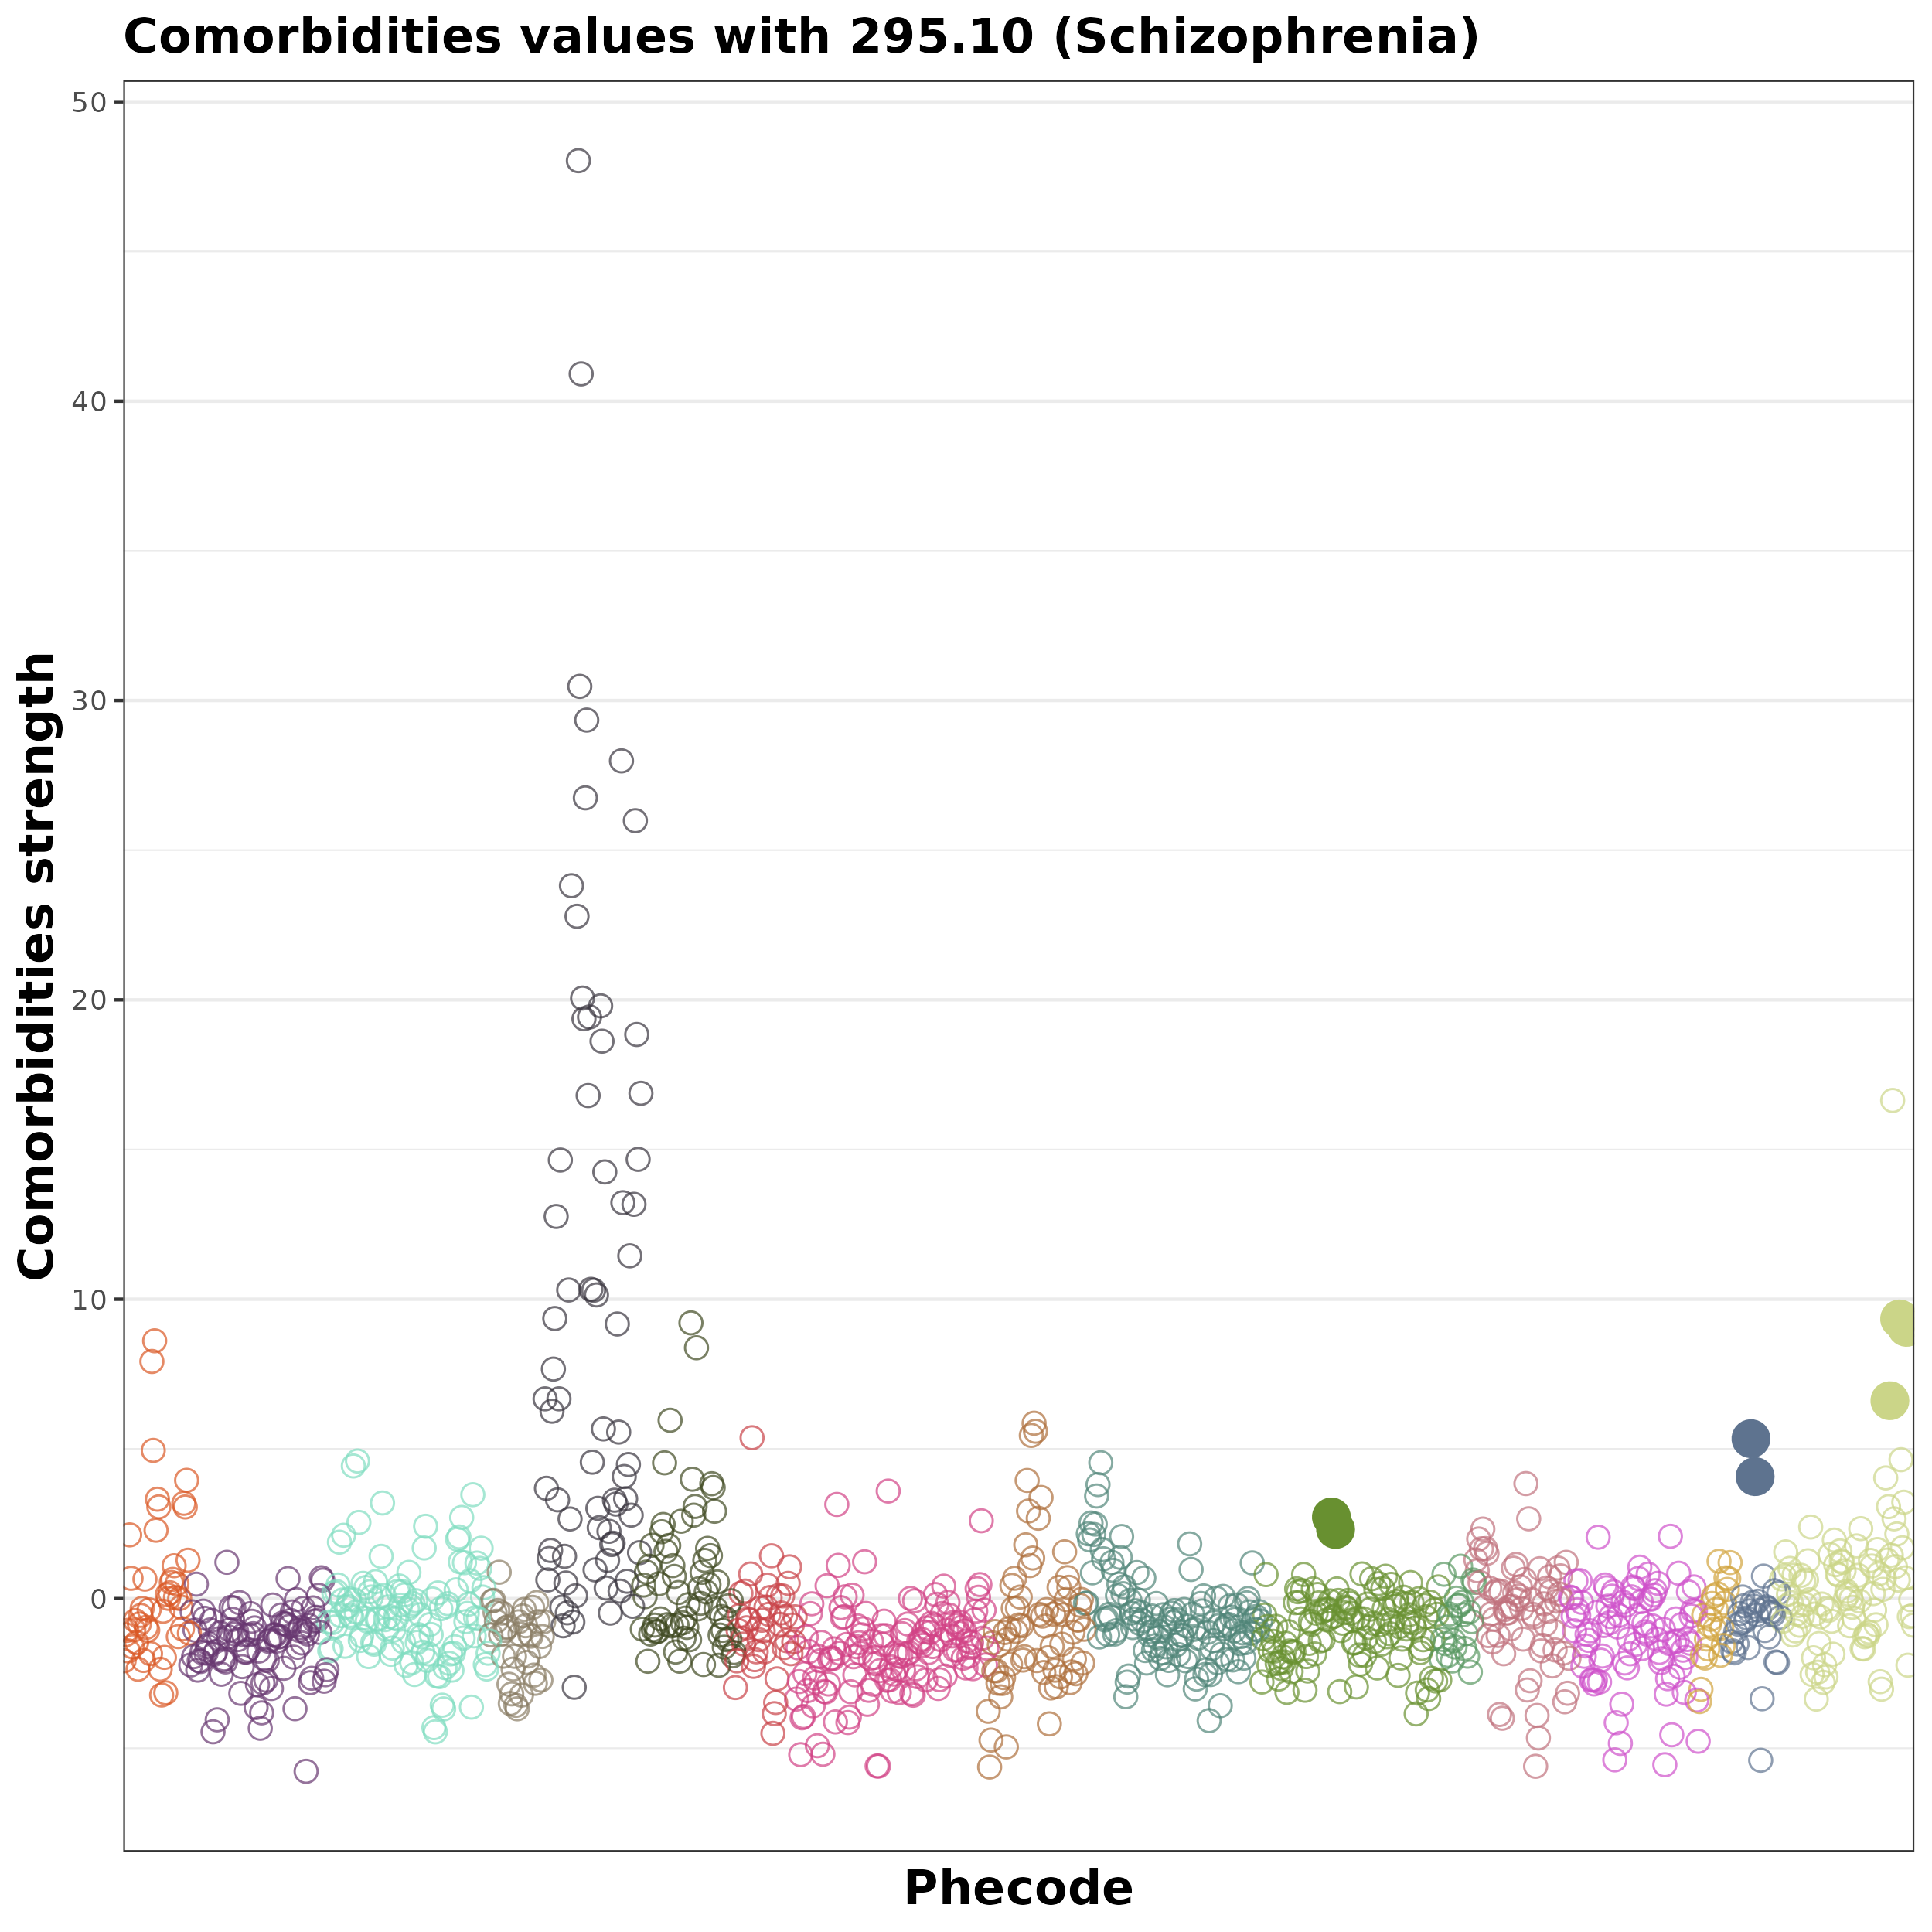 Comorbidities values with 295.10 (Schizophrenia)
50
40
30
20
10
0
Comorbidities strength
Phecode